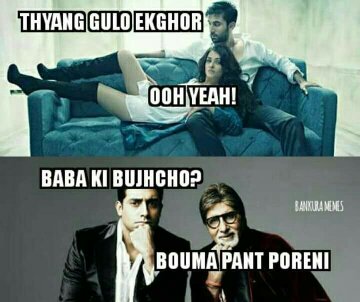 THYANG GULO EKGHOR
OOH YEAH!
BABA KI BUJHCHO?
BANKURA MEMES
BOUMA PANT PORENI